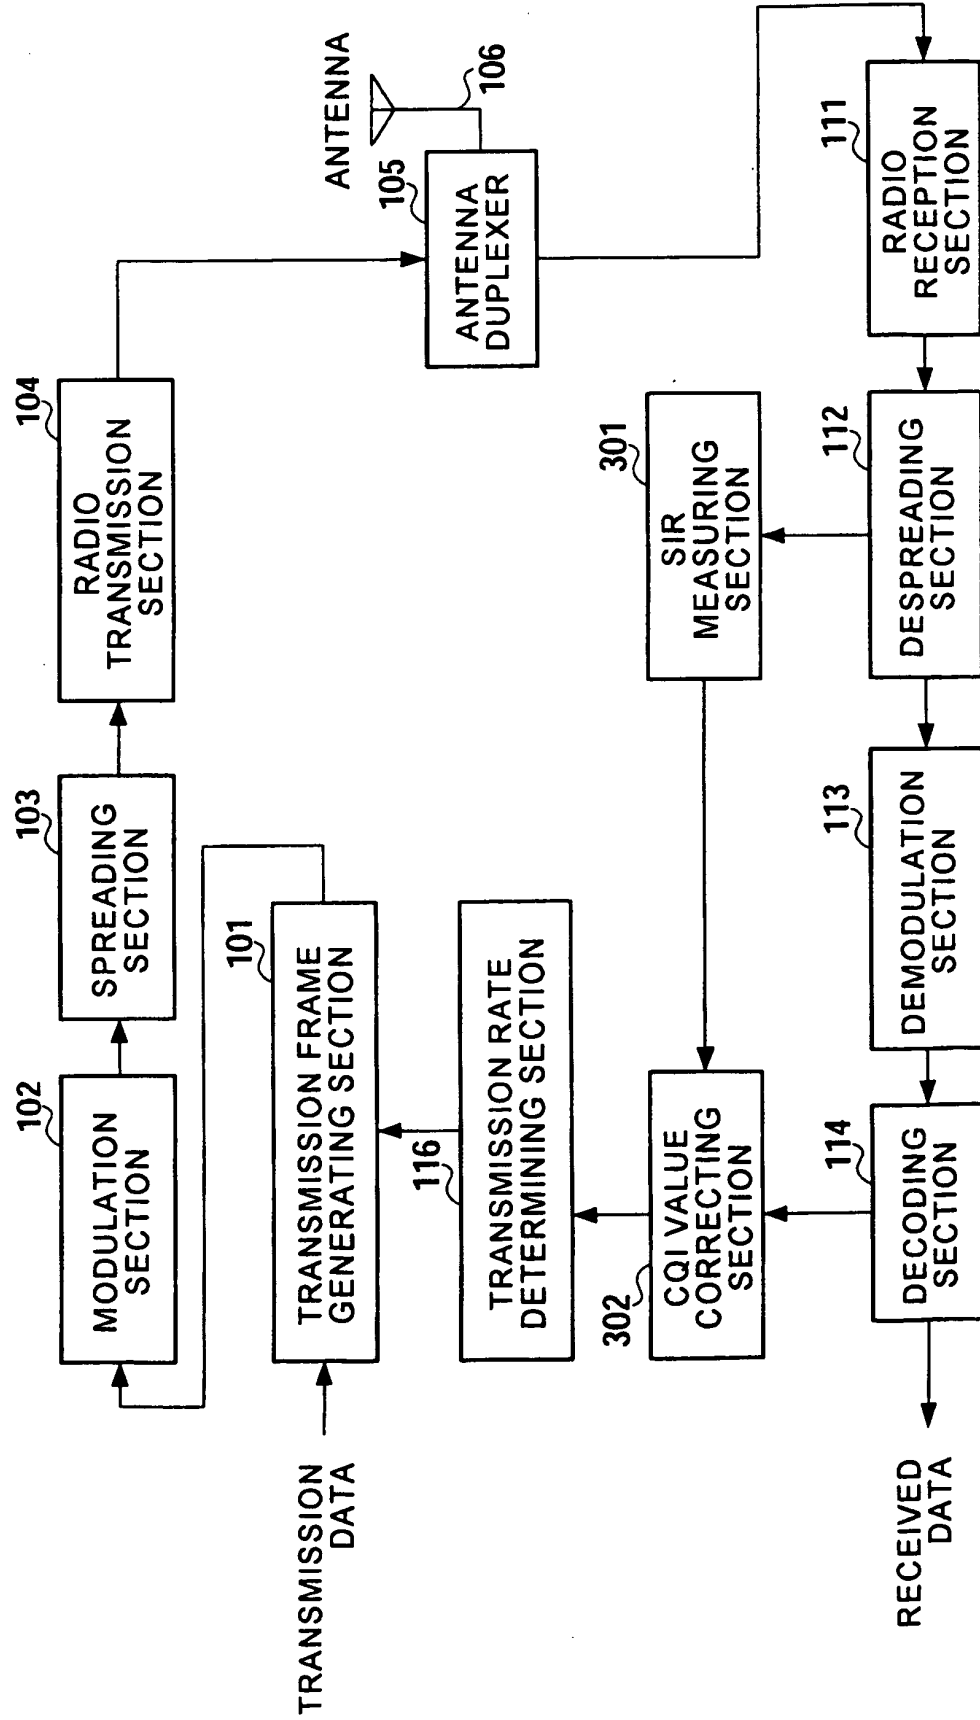 102
MODULATION
SECTION
103
SPREADING
SECTION
104
RADIO
TRANSMISSION
SECTION
ANTENNA
106
105
ANTENNA
DUPLEXER
TRANSMISSION
DATA
101
TRANSMISSION FRAME
GENERATING SECTION
116
TRANSMISSION RATE
DETERMINING SECTION
302
CQI VALUE
CORRECTING
SECTION
301
SIR
MEASURING
SECTION
RECEIVED
DATA
114
DECODING
SECTION
113
DEMODULATION
SECTION
112
DESPREADING
SECTION
111
RADIO
RECEPTION
SECTION